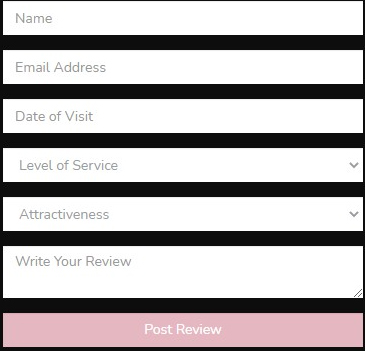 Name
Email Address
Date of Visit
Level of Service
Attractiveness
Write Your Review
Post Review